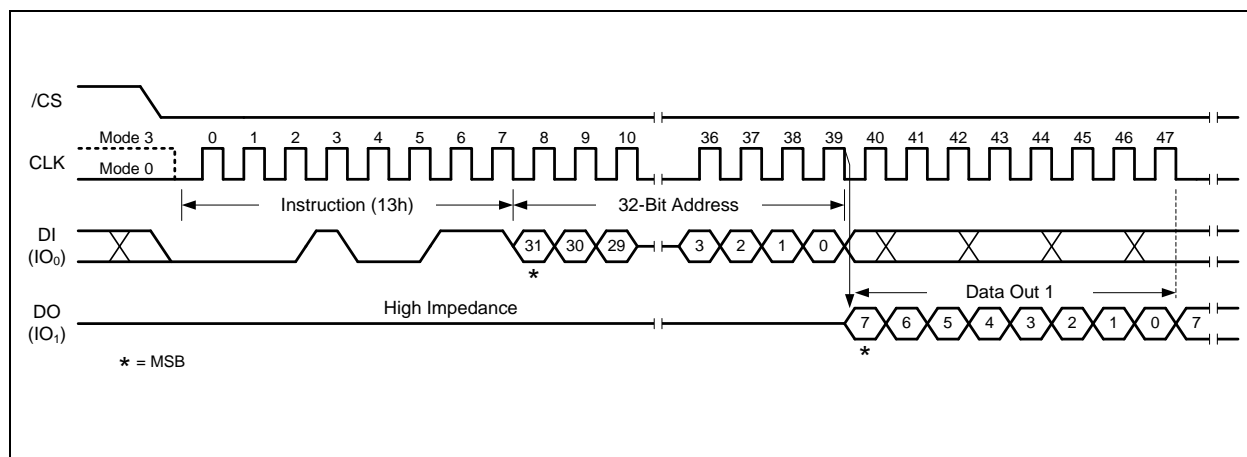 /CS
Mode 3
0 1 2 3 4 5 6 7 8 9 10 36 37 38 39 40 41 42 43 44 45 46 47
CLK
Mode 0
Instruction (13h) 32-Bit Address
DI
(IO0)
31 30 29 3 2 1 0
*
High Impedance
Data Out 1
DO
(IO1)
7 6 5 4 3 2 1 0 7
*
* = MSB